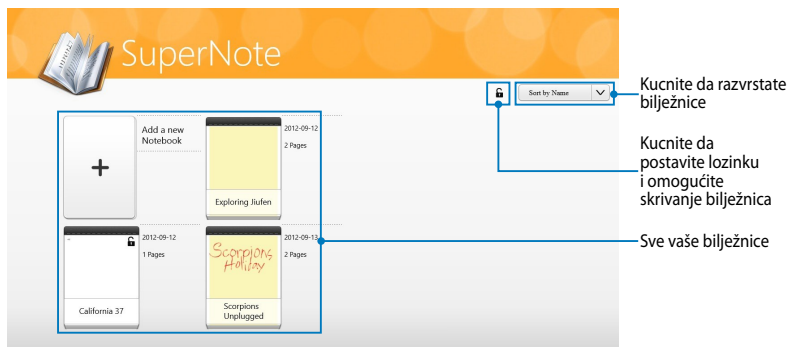 SuperNote
Sort by Name
Kucnite da razvrstate
bilježnice
Add a new
Notebook
2012-09-12
2 Pages
Exploring Jiufen
Kucnite da
postavite lozinku
i omogućite
skrivanje bilježnica
2012-09-12
1 Pages
California 37
Scorpions
Holiday
2012-09-13
2 Pages
Scorpions
Unplugged
Sve vaše bilježnice